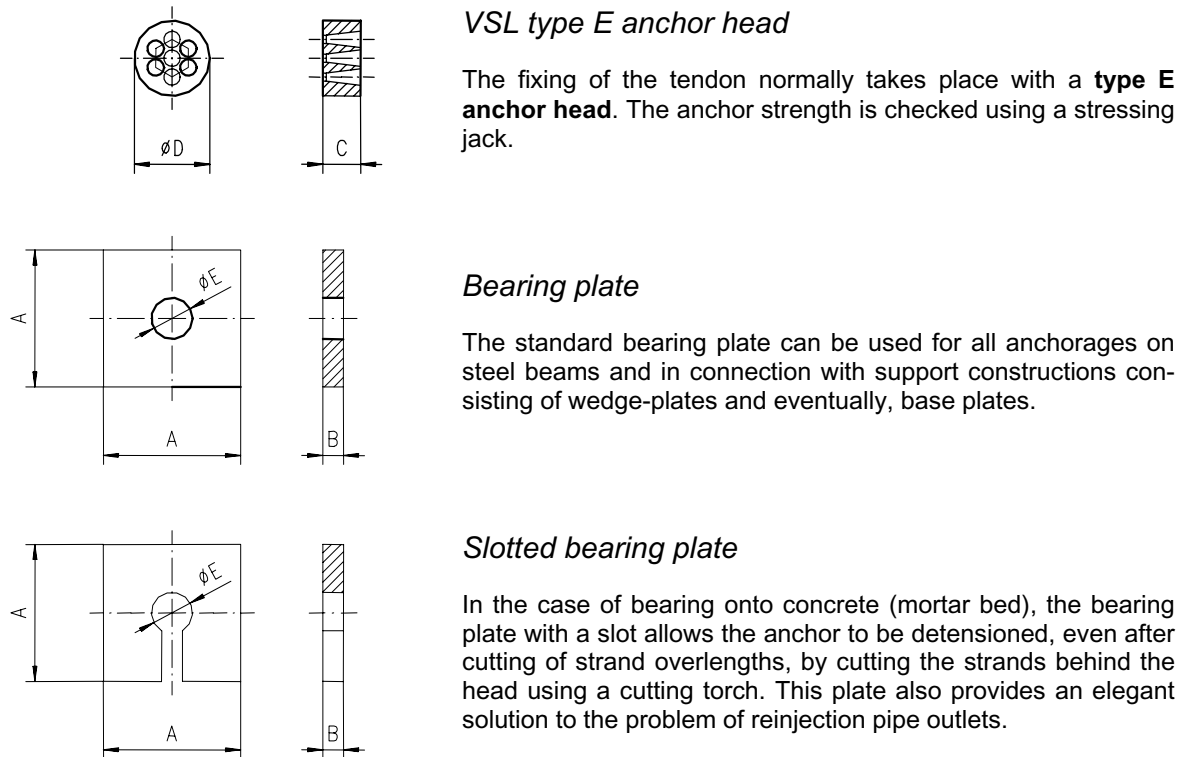 VSL type E anchor head
The fixing of the tendon normally takes place with a type E
anchor head. The anchor strength is checked using a stressing
jack.
øD
C
Bearing plate
The standard bearing plate can be used for all anchorages on
steel beams and in connection with support constructions con-
sisting of wedge-plates and eventually, base plates.
A
øE
A
B
Slotted bearing plate
In the case of bearing onto concrete (mortar bed), the bearing
plate with a slot allows the anchor to be detensioned, even after
cutting of strand overlengths, by cutting the strands behind the
head using a cutting torch. This plate also provides an elegant
solution to the problem of reinjection pipe outlets.
A
øE
A
B